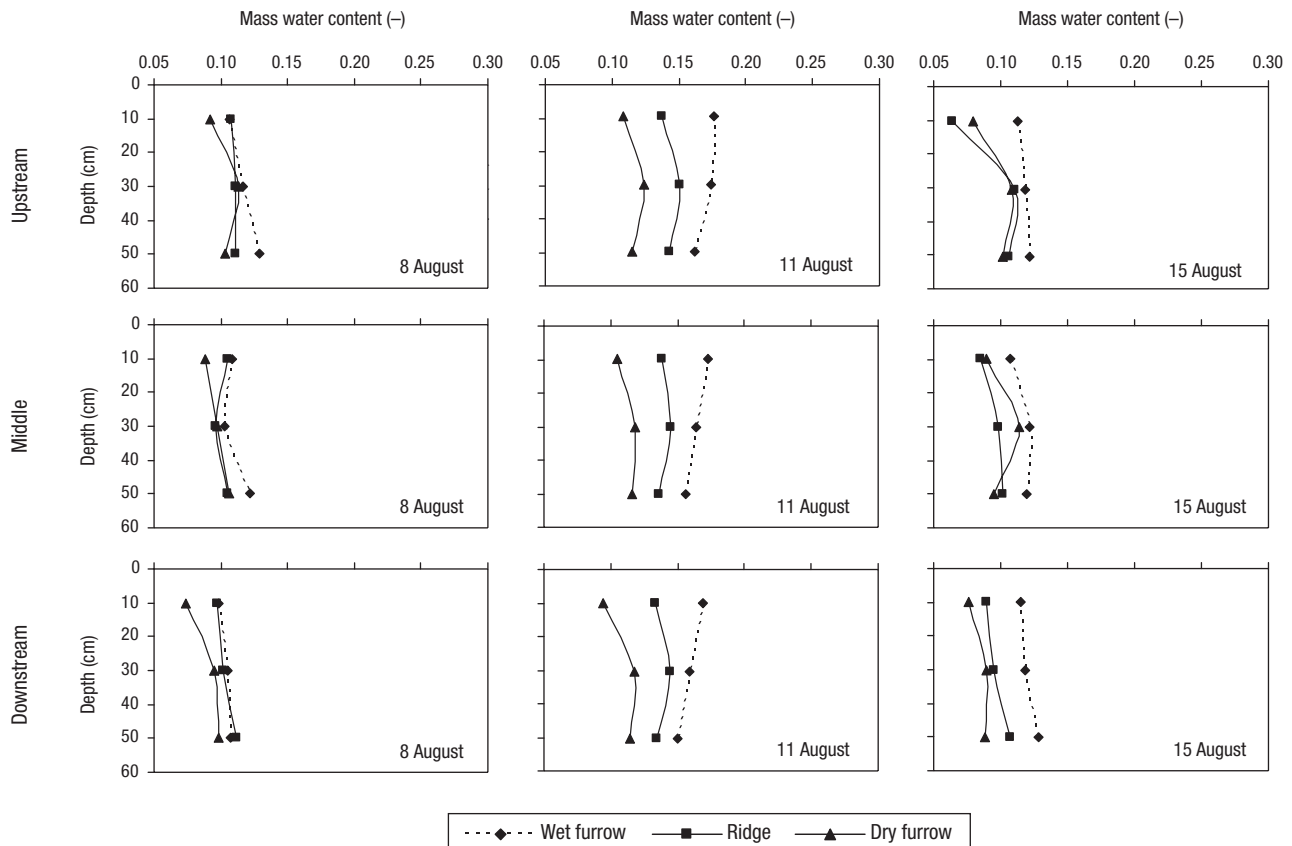 Mass water content (–) Mass water content (–) Mass water content (–)
0.05 0.10 0.15 0.20 0.25 0.30 0.05 0.10 0.15 0.20 0.25 0.30 0.05 0.10 0.15 0.20 0.25 0.30
Upstream
Depth (cm)
0
10
20
30
40
50
60
8 August
11 August
15 August
Middle
Depth (cm)
0
10
20
30
40
50
60
8 August
11 August
15 August
Downstream
Depth (cm)
0
10
20
30
40
50
60
8 August
11 August
15 August
Wet furrow Ridge Dry furrow